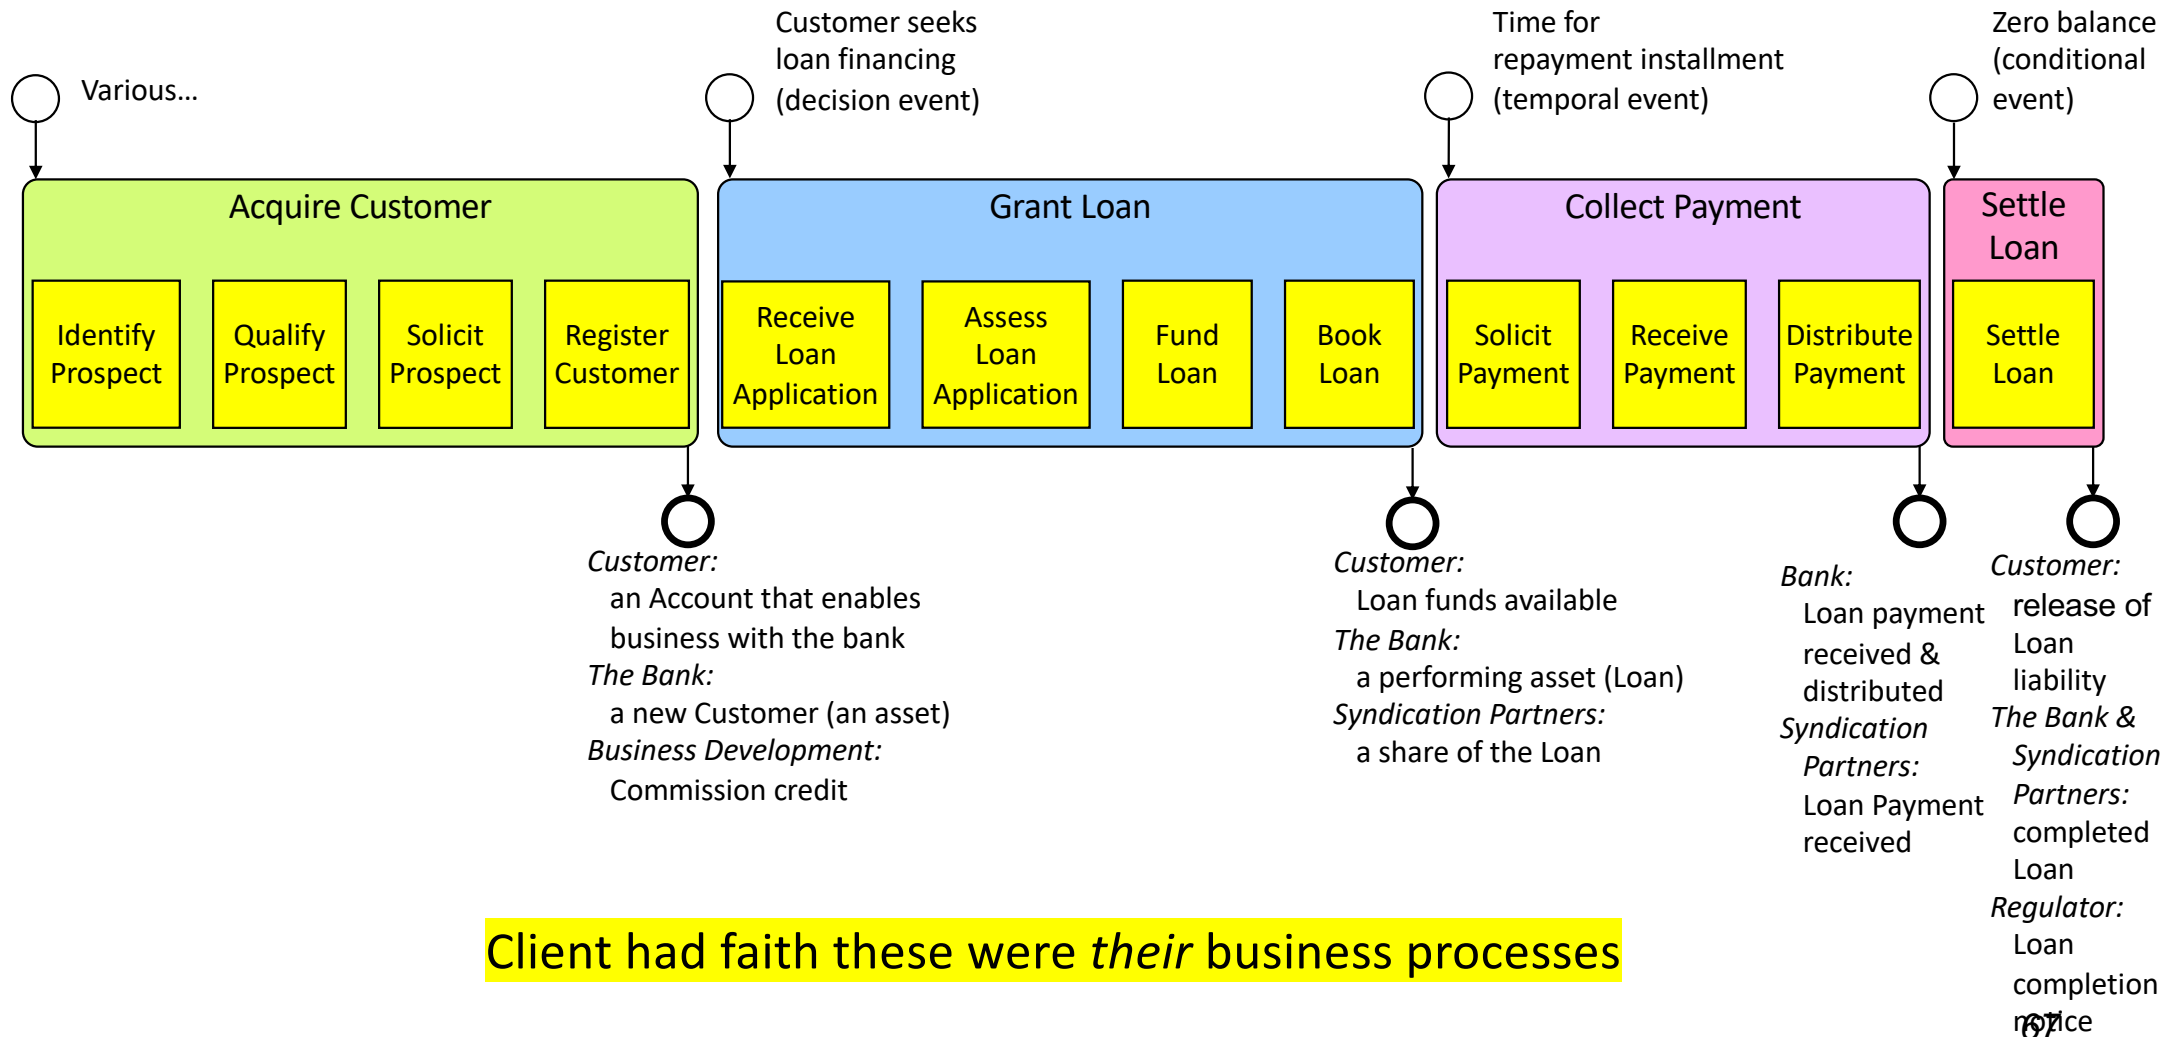 Various...
Customer seeks
loan financing
(decision event)
Time for
repayment installment
(temporal event)
Zero balance
(conditional
event)
Acquire Customer
Identify
Prospect
Qualify
Prospect
Solicit
Prospect
Register
Customer
Grant Loan
Receive
Loan
Application
Assess
Loan
Application
Fund
Loan
Book
Loan
Collect Payment
Solicit
Payment
Receive
Payment
Distribute
Payment
Settle
Loan
Settle
Loan
Customer:
an Account that enables
business with the bank
The Bank:
a new Customer (an asset)
Business Development:
Commission credit
Customer:
Loan funds available
The Bank:
a performing asset (Loan)
Syndication Partners:
a share of the Loan
Bank:
Loan payment
received &
distributed
Syndication
Partners:
Loan Payment
received
Customer:
release of
Loan
liability
The Bank &
Syndication
Partners:
completed
Loan
Regulator:
Loan
completion
notice
Client had faith these were their business processes
67